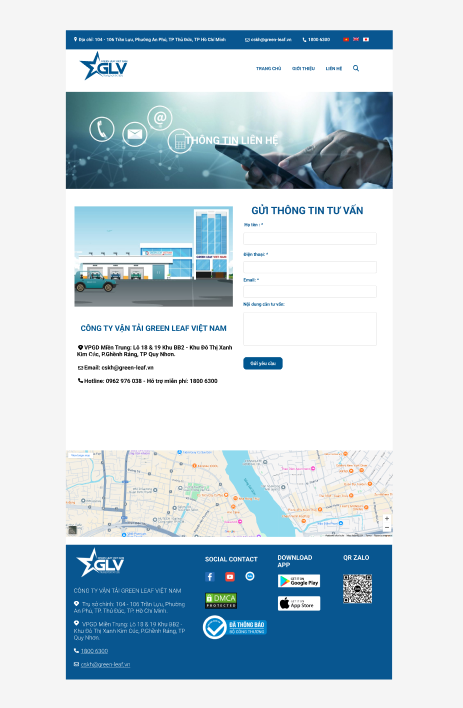 Địa chỉ: 104 - 106 Trần Lựu, Phường An Phú, TP Thủ Đức, TP Hồ Chí Minh
cskh@green-leaf.vn
1800 6300
GLV
TRANG CHỦ
GIỚI THIỆU
LIÊN HỆ
THÔNG TIN LIÊN HỆ
GỬI THÔNG TIN TƯ VẤN
Họ tên : *
Điện thoại: *
Email: *
Nội dung cần tư vấn:
Gửi yêu cầu
CÔNG TY VẬN TẢI GREEN LEAF VIỆT NAM
VPGD Miền Trung: Lô 18 & 19 Khu BB2 - Khu Đô Thị Xanh
Kim Cúc, P.Ghềnh Ráng, TP Quy Nhơn.
Email: cskh@green-leaf.vn
Hotline: 0962 976 038 - Hỗ trợ miễn phí: 1800 6300
GLV
CÔNG TY VẬN TẢI GREEN LEAF VIỆT NAM
Trụ sở chính: 104 - 106 Trần Lựu, Phường
An Phú, TP. Thủ Đức, TP Hồ Chí Minh.
VPGD Miền Trung: Lô 18 & 19 Khu BB2 -
Khu Đô Thị Xanh Kim Cúc, P.Ghềnh Ráng, TP
Quy Nhơn.
1800 6300
cskh@green-leaf.vn
SOCIAL CONTACT
DMCA
PROTECTED
ĐÃ THÔNG BÁO
BỘ CÔNG THƯƠNG
DOWNLOAD
APP
GET IT ON
Google Play
GET IT ON
App Store
QR ZALO